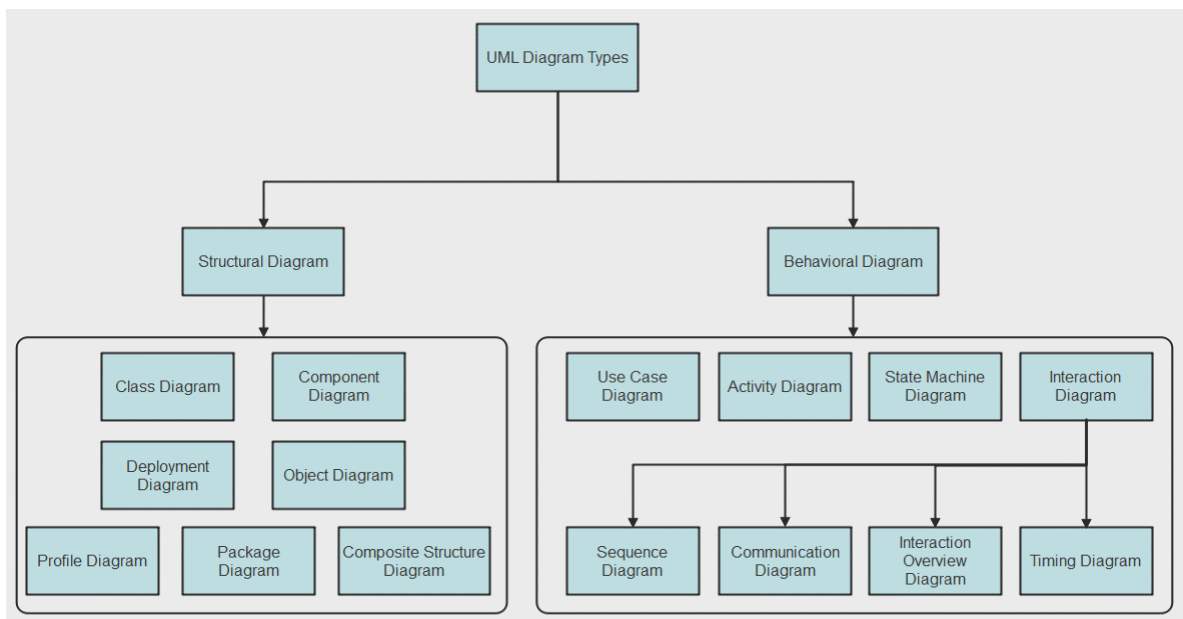 UML Diagram Types
Structural Diagram
Behavioral Diagram
Class Diagram
Component
Diagram
Deployment
Diagram
Object Diagram
Profile Diagram
Package
Diagram
Composite Structure
Diagram
Use Case
Diagram
Activity Diagram
State Machine
Diagram
Interaction
Diagram
Sequence
Diagram
Communication
Diagram
Interaction
Overview
Diagram
Timing Diagram